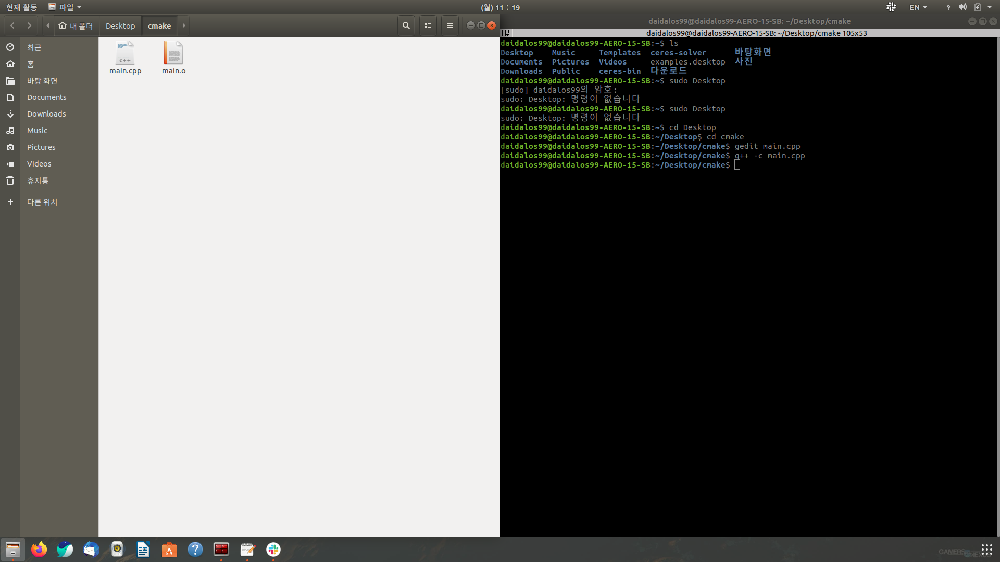 현재 활동 파일 (월) 11 : 19 EN ?
내 폴더 Desktop cmake
최근
홈
바탕 화면
Documents
Downloads
Music
Pictures
Videos
휴지통
다른 위치
main.cpp main.o
c++
daidalos99@daidalos99-AERO-15-SB: ~/Desktop/cmake
daidalos99@daidalos99-AERO-15-SB: ~/Desktop/cmake 105x53
daidalos99@daidalos99-AERO-15-SB:~$ ls
Desktop Music Templates ceres-solver 바탕화면
Documents Pictures Videos examples.desktop 사진
Downloads Public ceres-bin 다운로드
daidalos99@daidalos99-AERO-15-SB:~$ sudo Desktop
[sudo] daidalos99의 암호:
sudo: Desktop: 명령이 없습니다
daidalos99@daidalos99-AERO-15-SB:~$ sudo Desktop
sudo: Desktop: 명령이 없습니다
daidalos99@daidalos99-AERO-15-SB:~$ cd Desktop
daidalos99@daidalos99-AERO-15-SB:~/Desktop$ cd cmake
daidalos99@daidalos99-AERO-15-SB:~/Desktop/cmake$ gedit main.cpp
daidalos99@daidalos99-AERO-15-SB:~/Desktop/cmake$ g++ -c main.cpp
daidalos99@daidalos99-AERO-15-SB:~/Desktop/cmake$
GAMERS NEXUS